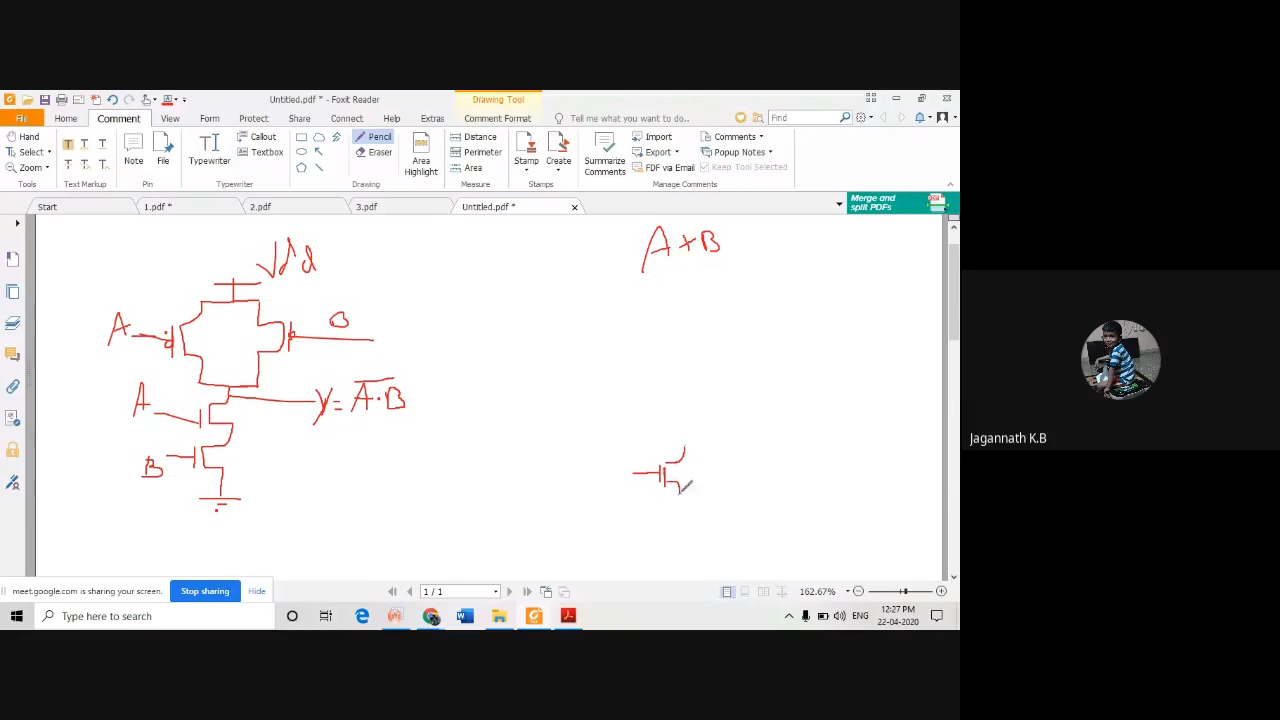 Untitled.pdf * - Foxit Reader
Drawing Tool
File
Home
Comment
View
Form
Protect
Share
Connect
Help
Extras
Comment Format
Tell me what you want to do..
Find
Hand
Select
Zoom
Tools
Text Markup
Note
File
Pin
Typewriter
Callout
Textbox
Typewriter
Pencil
Eraser
Drawing
Area
Highlight
Distance
Perimeter
Area
Measure
Stamp
Create
Stamps
Summarize
Comments
Import
Export
FDF via Email
Comments
Popup Notes
Keep Tool Selected
Manage Comments
Start
1.pdf *
2.pdf
3.pdf
Untitled.pdf *
Merge and
split PDFs
Vdd
A+B
A
B
A
Y = A·B
B
Jagannath K.B
meet.google.com is sharing your screen.
Stop sharing
Hide
1 / 1
162.67%
Type here to search
ENG
12:27 PM
22-04-2020